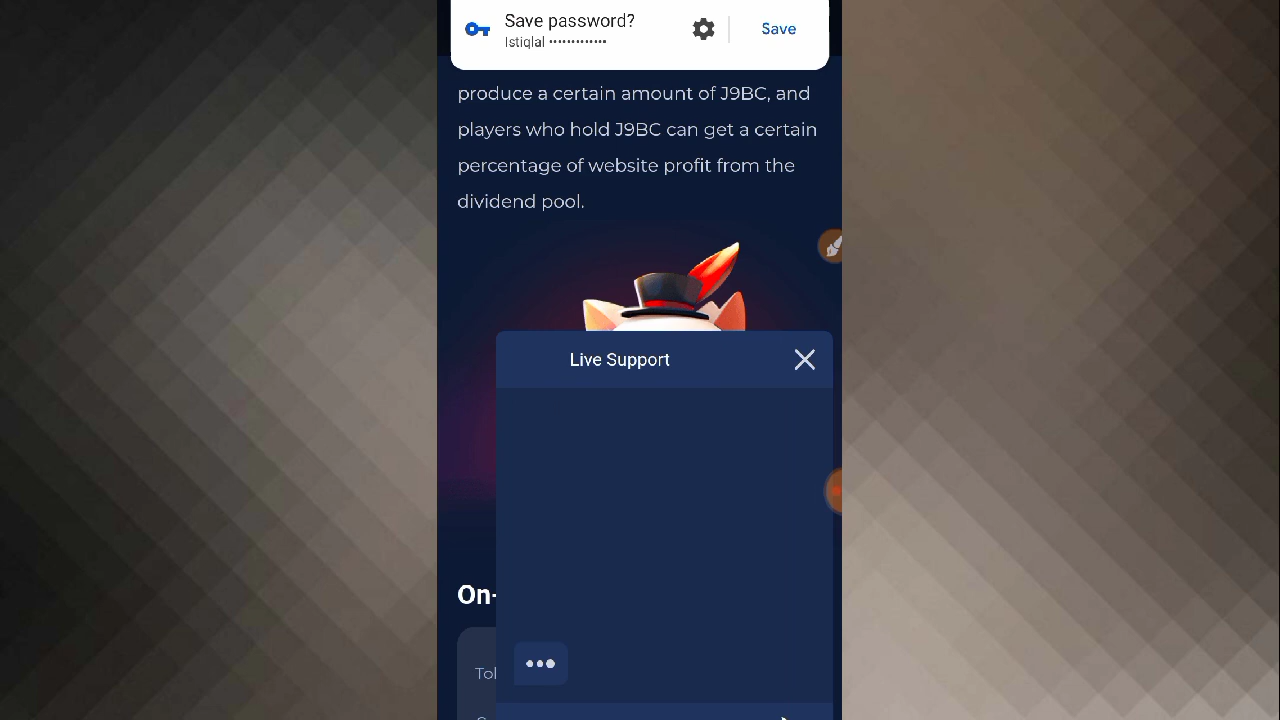 Save password?
Istiqlal •••••••••••••
Save
produce a certain amount of J9BC, and
players who hold J9BC can get a certain
percentage of website profit from the
dividend pool.
Live Support
On-
Tol